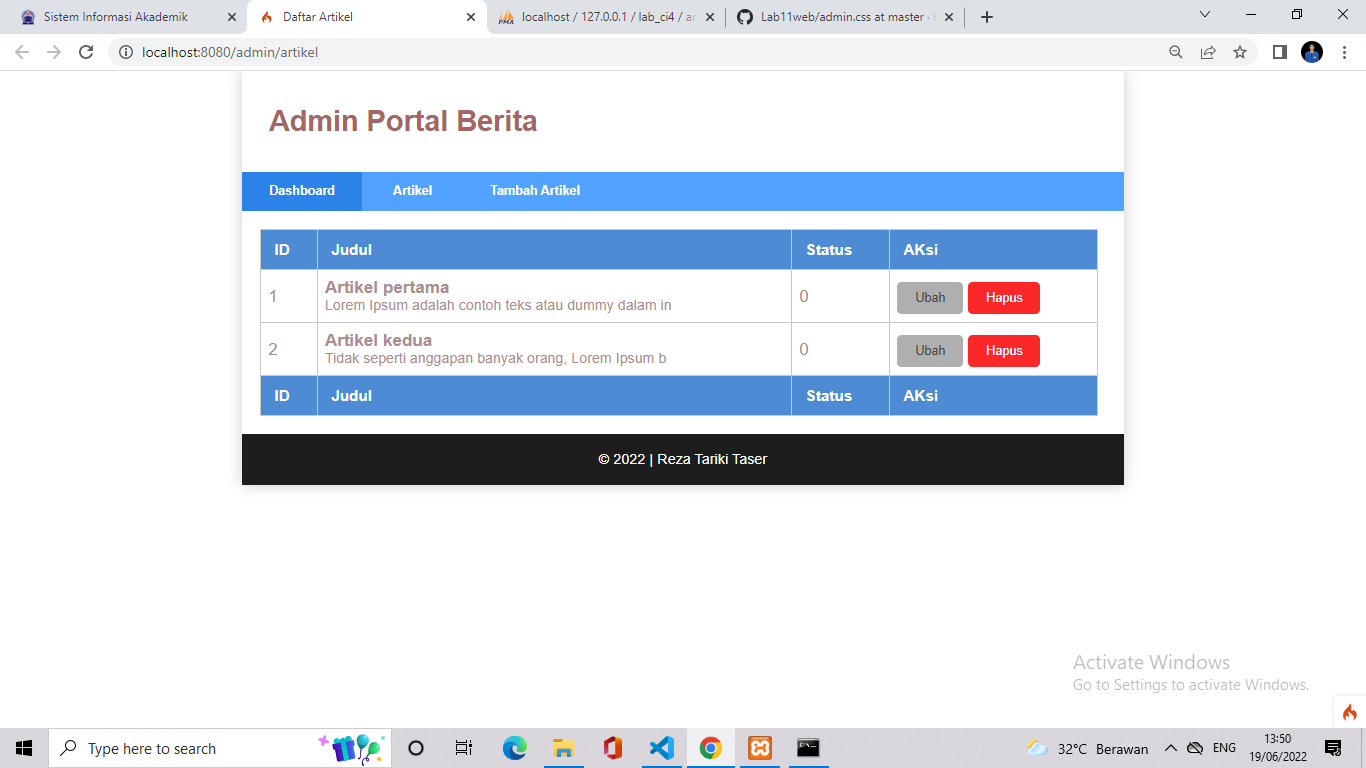 Sistem Informasi Akademik
Daftar Artikel
localhost / 127.0.0.1 / lab_ci4 / ar
Lab11web/admin.css at master ·
localhost:8080/admin/artikel
Admin Portal Berita
Dashboard Artikel Tambah Artikel
ID Judul Status AKsi
1 Artikel pertama 0 Ubah Hapus
Lorem Ipsum adalah contoh teks atau dummy dalam in
2 Artikel kedua 0 Ubah Hapus
Tidak seperti anggapan banyak orang, Lorem Ipsum b
ID Judul Status AKsi
© 2022 | Reza Tariki Taser
Activate Windows
Go to Settings to activate Windows.
Type here to search
32°C Berawan
ENG
13:50
19/06/2022